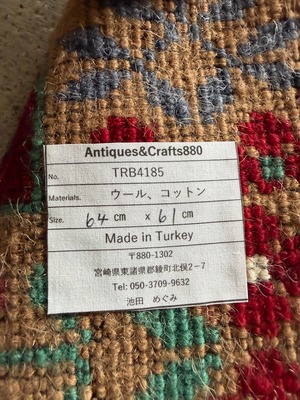 Antiques&Crafts880
No. TRB4185
Materials. ウール、コットン
Size. 64 cm x 61 cm
Made in Turkey
〒880-1302
宮崎県東諸県郡綾町北俣2-7
Tel: 050-3709-9632
池田 めぐみ